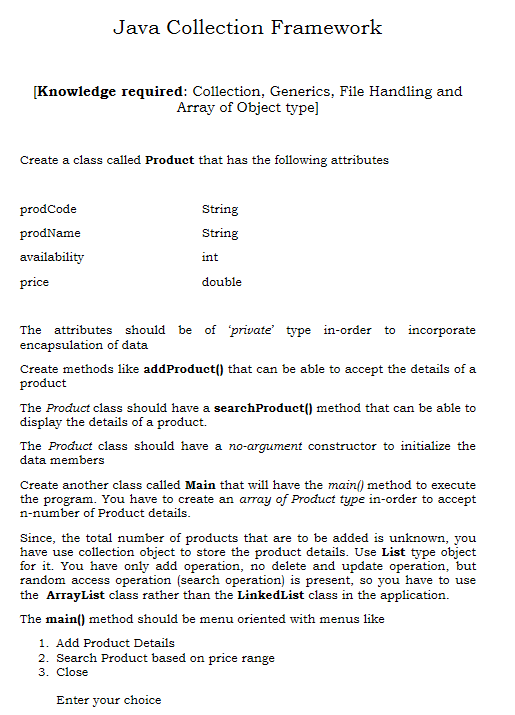 Java Collection Framework
[Knowledge required: Collection, Generics, File Handling and
Array of Object type]
Create a class called Product that has the following attributes
prodCode String
prodName String
availability int
price double
The attributes should be of ‘private’ type in-order to incorporate
encapsulation of data
Create methods like addProduct() that can be able to accept the details of a
product
The Product class should have a searchProduct() method that can be able to
display the details of a product.
The Product class should have a no-argument constructor to initialize the
data members
Create another class called Main that will have the main() method to execute
the program. You have to create an array of Product type in-order to accept
n-number of Product details.
Since, the total number of products that are to be added is unknown, you
have use collection object to store the product details. Use List type object
for it. You have only add operation, no delete and update operation, but
random access operation (search operation) is present, so you have to use
the ArrayList class rather than the LinkedList class in the application.
The main() method should be menu oriented with menus like
1. Add Product Details
2. Search Product based on price range
3. Close
Enter your choice